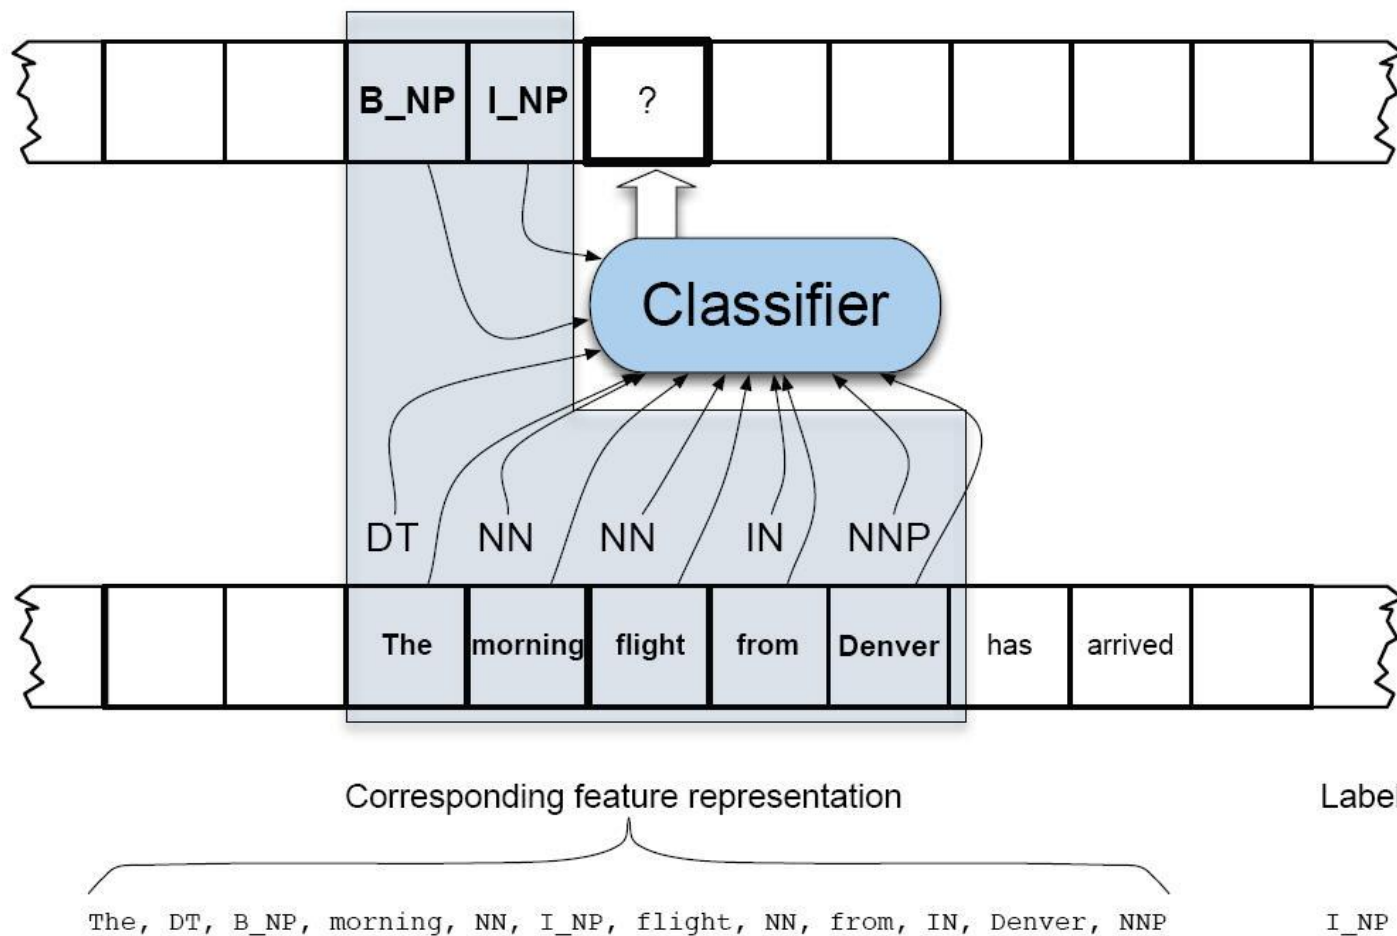 B_NP I_NP ?
Classifier
DT NN NN IN NNP
The morning flight from Denver has arrived
Corresponding feature representation Label
The, DT, B_NP, morning, NN, I_NP, flight, NN, from, IN, Denver, NNP I_NP